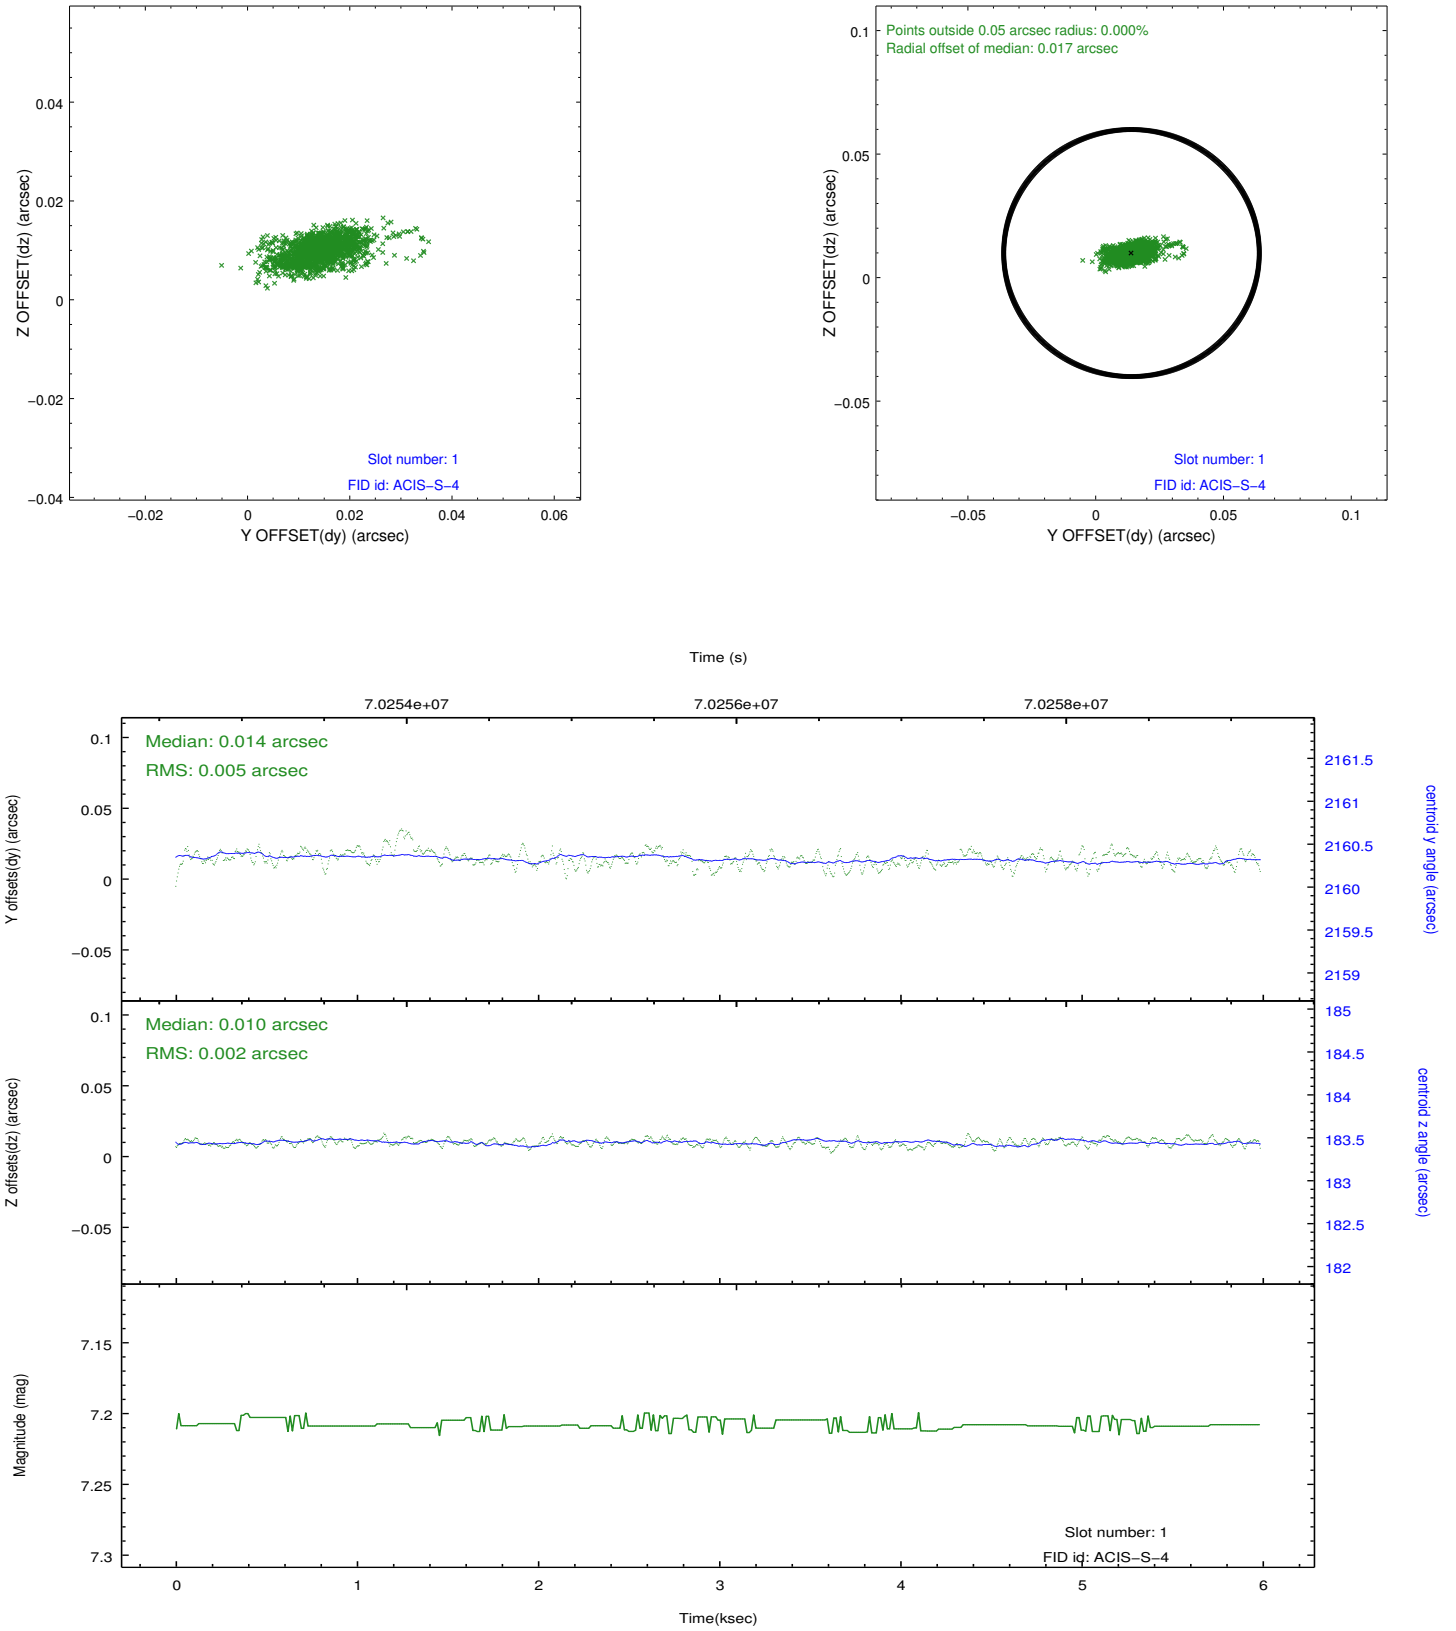 0.04
0.02
0
−0.02
−0.04
Z OFFSET(dz) (arcsec)
Slot number: 1
FID id: ACIS−S−4
−0.02 0 0.02 0.04 0.06
Y OFFSET(dy) (arcsec)
Points outside 0.05 arcsec radius: 0.000%
Radial offset of median: 0.017 arcsec
0.1
0.05
0
−0.05
Z OFFSET(dz) (arcsec)
Slot number: 1
FID id: ACIS−S−4
−0.05 0 0.05 0.1
Y OFFSET(dy) (arcsec)
Time (s)
7.0254e+07 7.0256e+07 7.0258e+07
Median: 0.014 arcsec
RMS: 0.005 arcsec
0.1
0.05
0
−0.05
Y offsets(dy) (arcsec)
2161.5
2161
2160.5
2160
2159.5
2159
centroid y angle (arcsec)
Median: 0.010 arcsec
RMS: 0.002 arcsec
0.1
0.05
0
−0.05
Z offsets(dz) (arcsec)
185
184.5
184
183.5
183
182.5
182
centroid z angle (arcsec)
7.15
7.2
7.25
7.3
Magnitude (mag)
Slot number: 1
FID id: ACIS−S−4
0 1 2 3 4 5 6
Time(ksec)